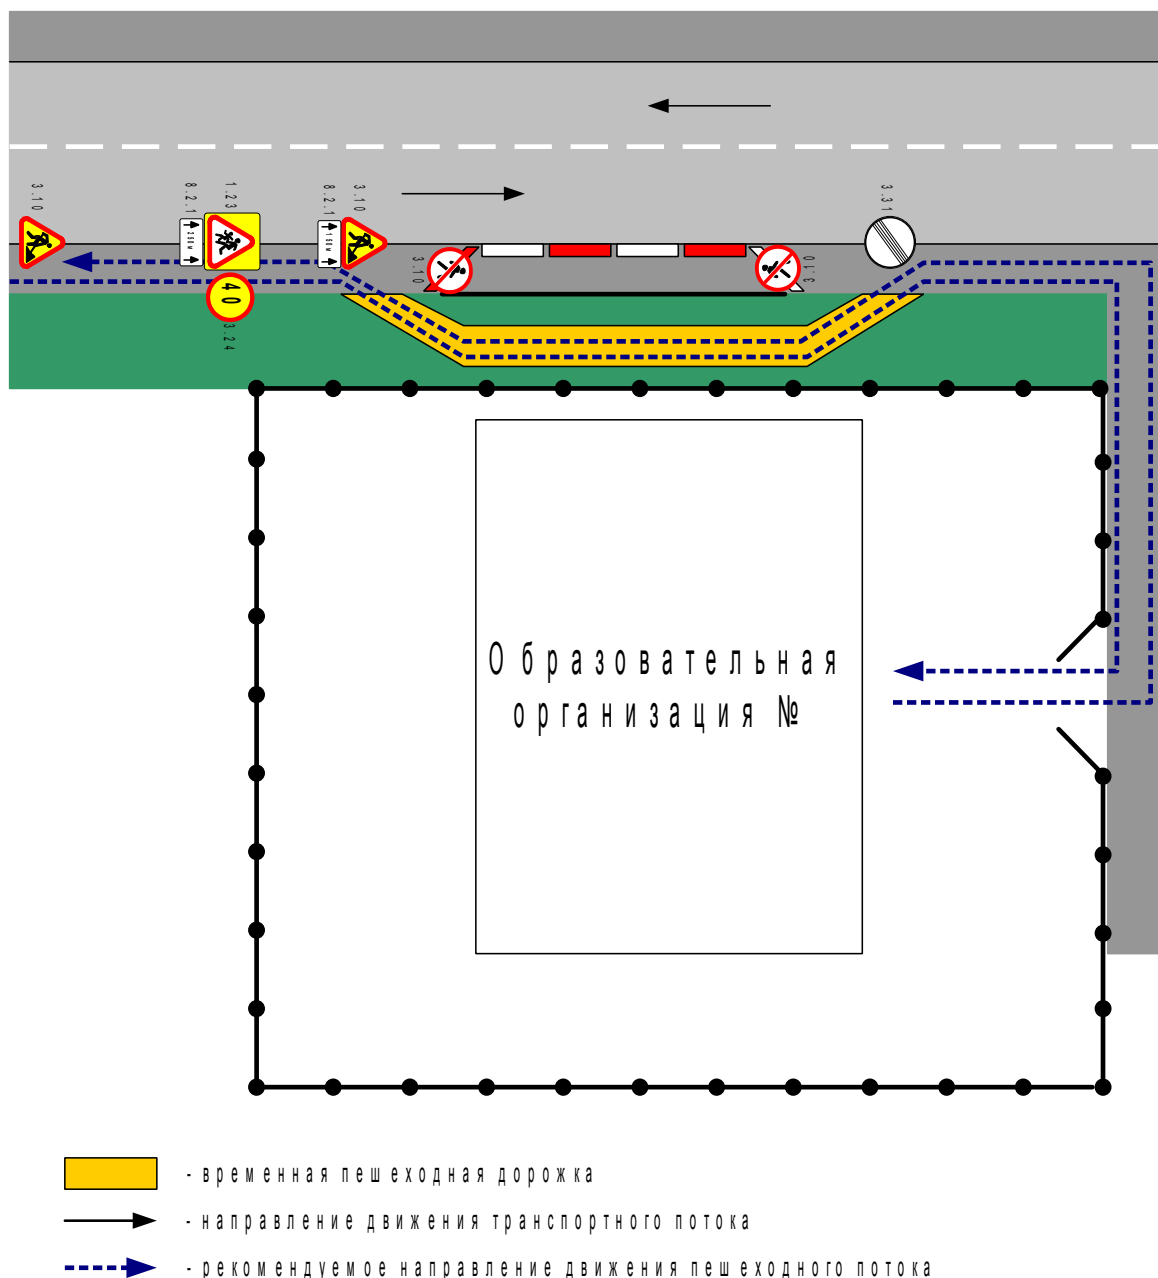 3.10
8.2.1
1.23
8.2.1
3.10
3.31
3.10
3.10
40
3.24
Образовательная
организация №
- временная пешеходная дорожка
- направление движения транспортного потока
- рекомендуемое направление движения пешеходного потока